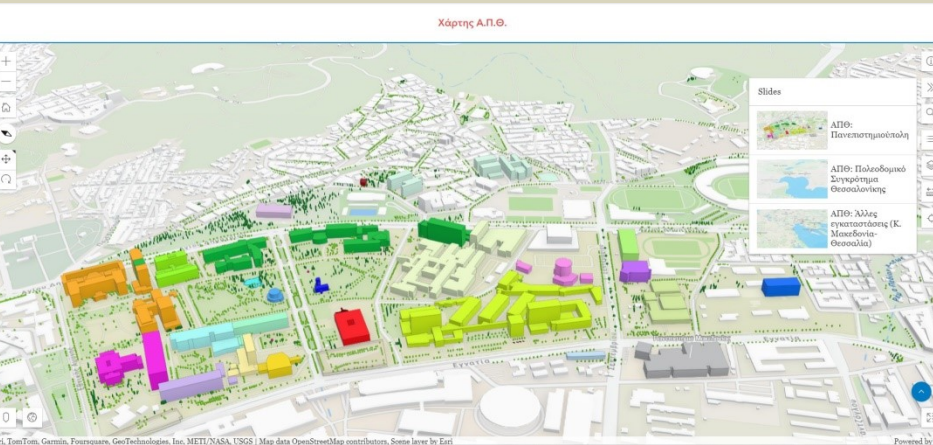 Χάρτης Α.Π.Θ.
Slides
ΑΠΘ:
Πανεπιστημιούπολη
ΑΠΘ: Πολεοδομικό
Συγκρότημα
Θεσσαλονίκης
ΑΠΘ: Άλλες
εγκαταστάσεις (Κ.
Μακεδονία-
Θεσσαλία)
Εγνατία
Εγνατία
TomTom, Garmin, Foursquare, GeoTechnologies, Inc, METI/NASA, USGS | Map data OpenStreetMap contributors, Scene layer by Esri
Powered by